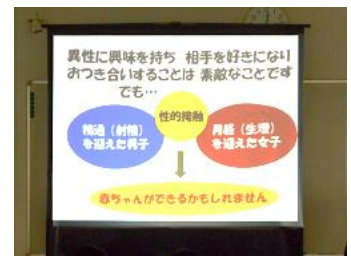 異性に興味を持ち 相手を好きになり
おつき合いすることは 素敵なことです
でも…
性的接触
精通（射精）
を迎えた男子
月経（生理）
を迎えた女子
赤ちゃんができるかもしれません